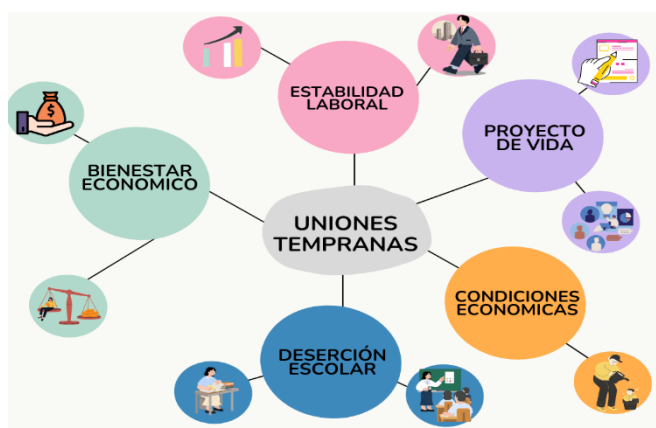 ESTABILIDAD
LABORAL
PROYECTO
DE VIDA
BIENESTAR
ECONOMICO
UNIONES
TEMPRANAS
CONDICIONES
ECONOMICAS
DESERCIÓN
ESCOLAR